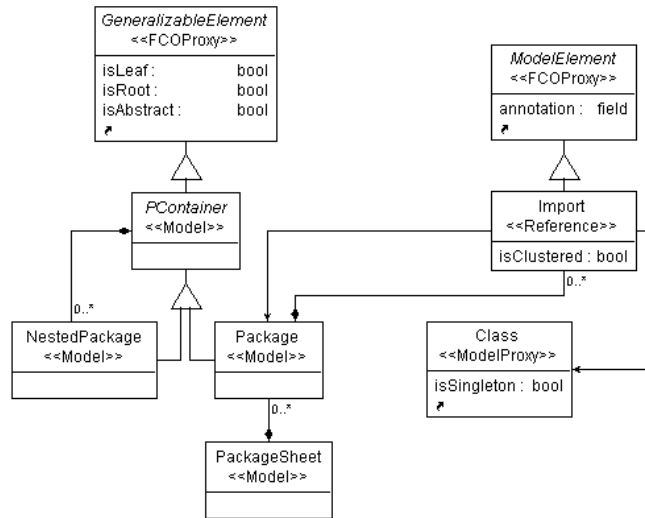 GeneralizableElement
<<FCOProxy>>
isLeaf : bool
isRoot : bool
isAbstract : bool
ModelElement
<<FCOProxy>>
annotation : field
PContainer
<<Model>>
Import
<<Reference>>
isClustered : bool
0..*
0..*
NestedPackage
<<Model>>
Package
<<Model>>
Class
<<ModelProxy>>
isSingleton : bool
0..*
PackageSheet
<<Model>>